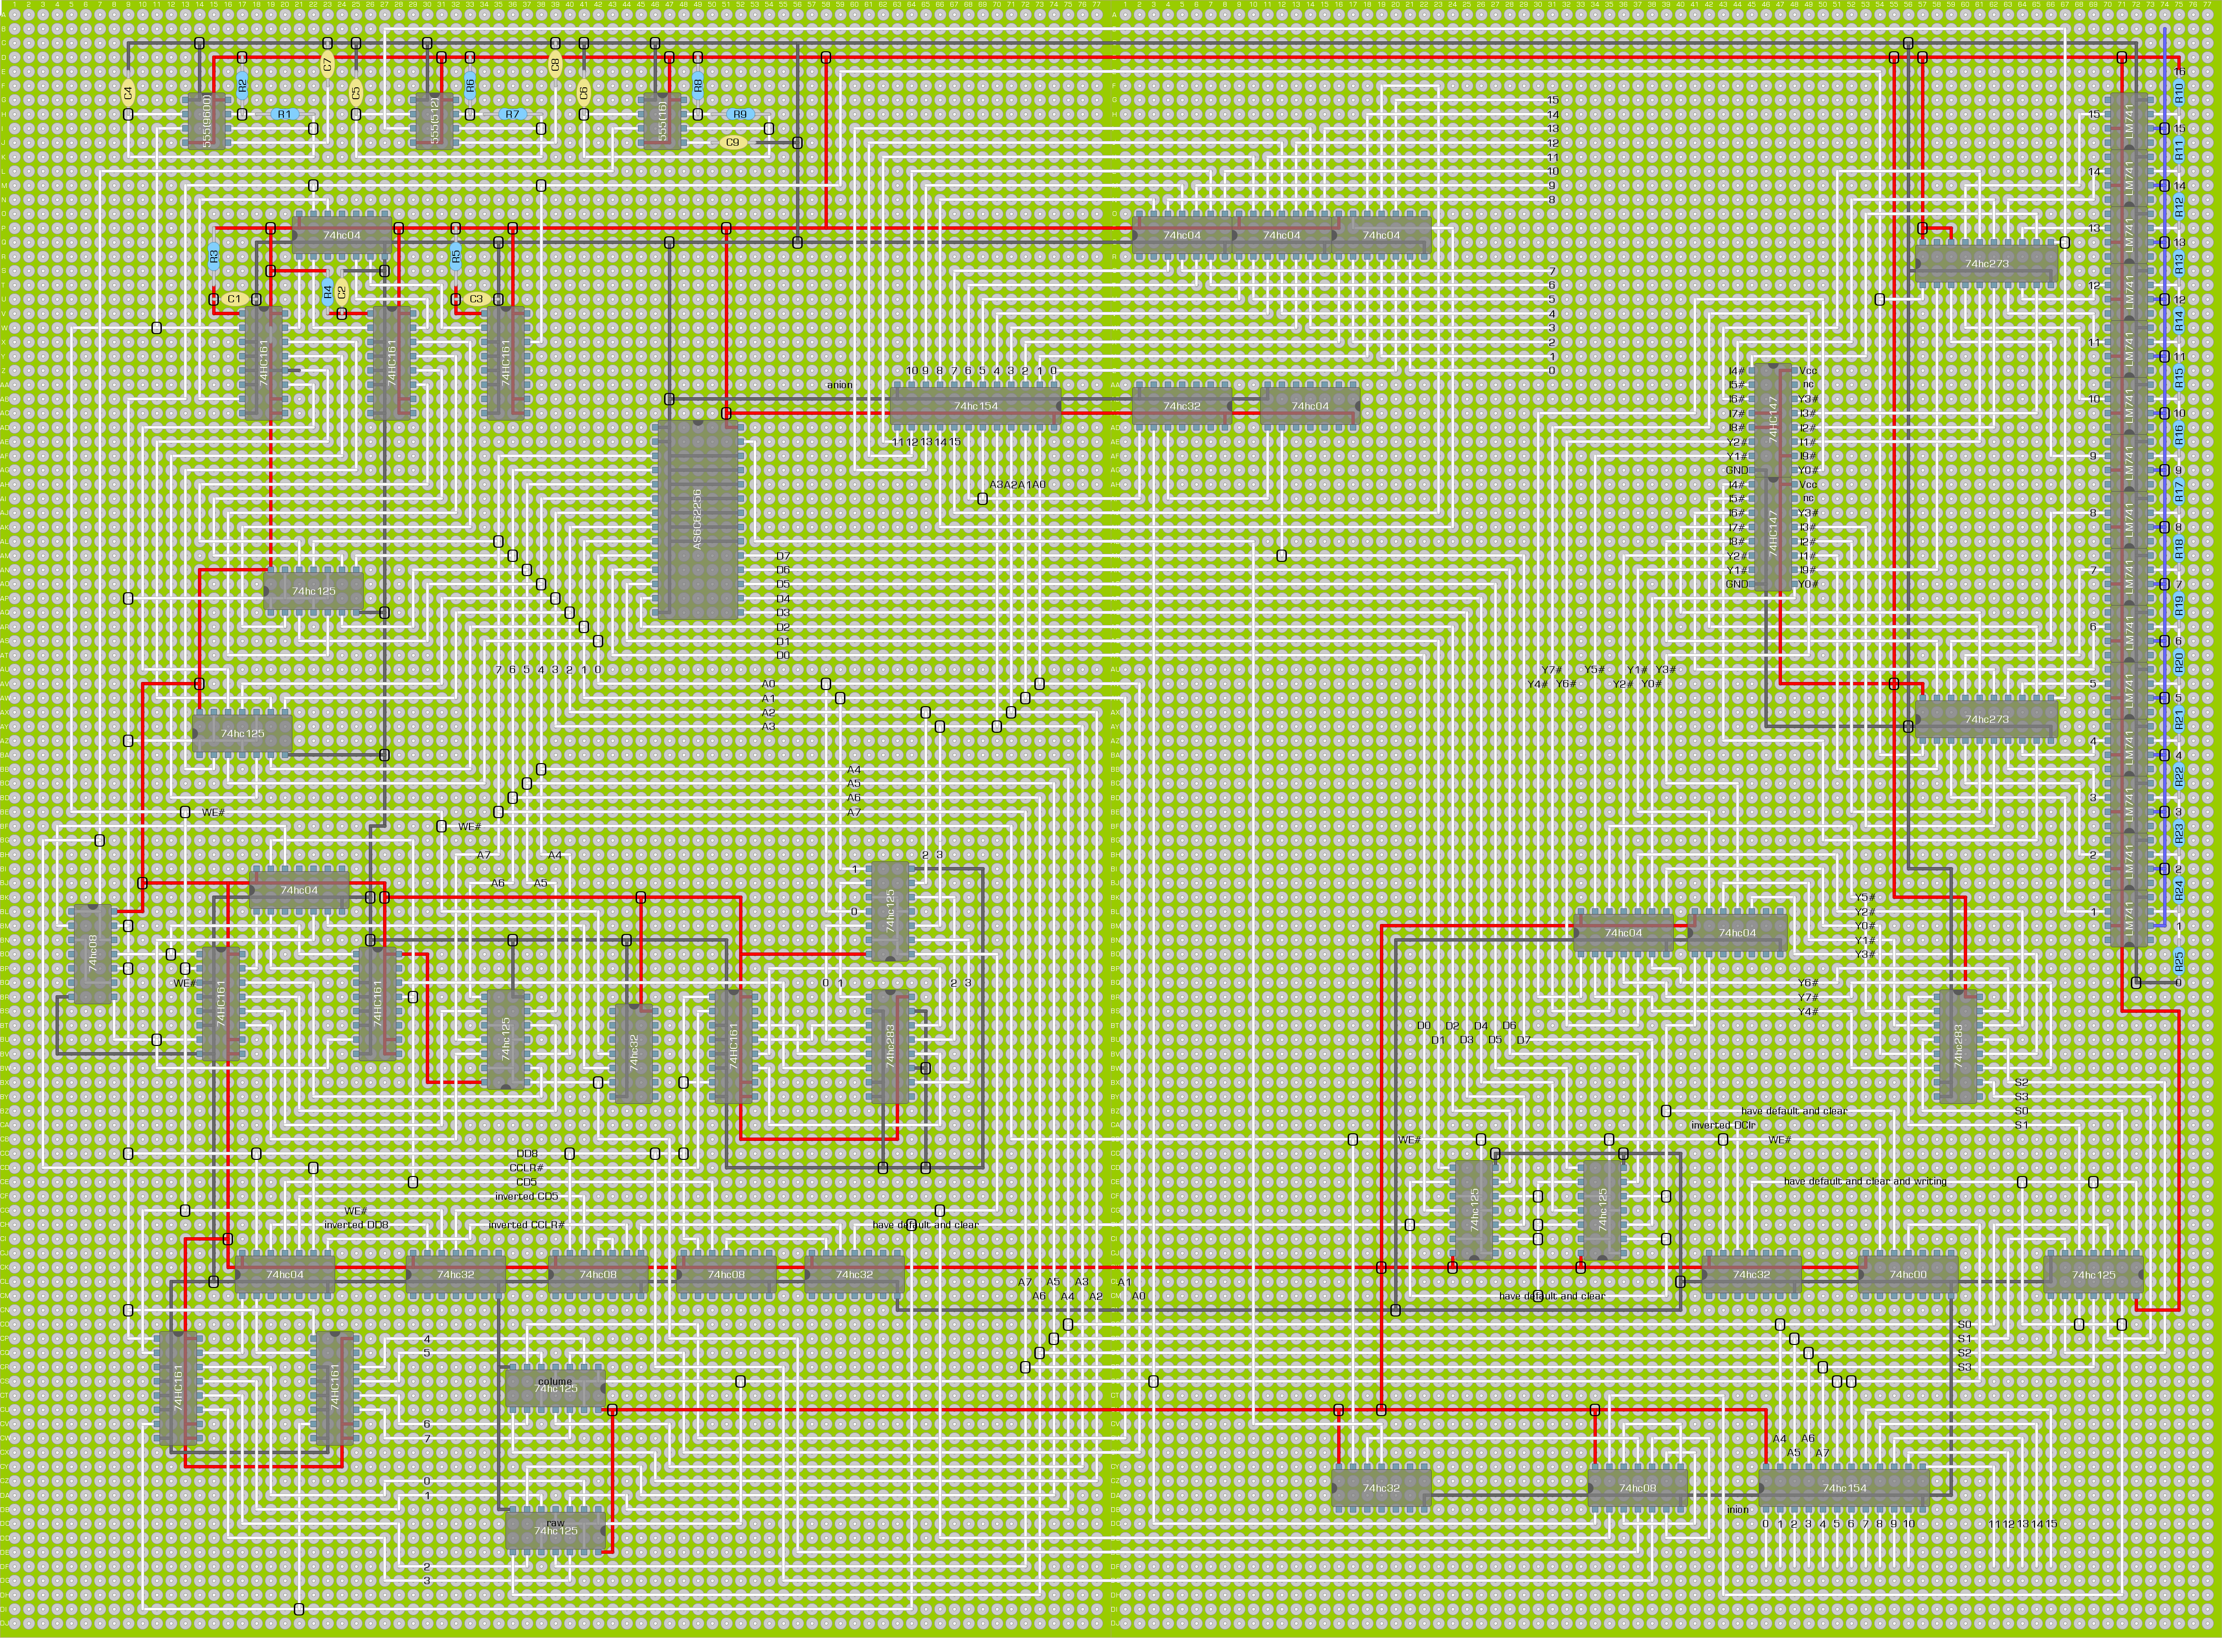 C7 C8
C4 R2 C5 R6 C6 R8 R10
555(9600) R1 555(512) R7 555(16) R9
C9
16
15
14
13
12
11
10
9
8
15
14
13
12
11
10
9
8
7
6
5
4
3
2
1
0
LM741 LM741 LM741 LM741 LM741 LM741 LM741 LM741 LM741 LM741 LM741 LM741 LM741 LM741 LM741
R11 R12 R13 R14 R15 R16 R17 R18 R19 R20 R21 R22 R23 R24 R25
74hc04 74hc04 74hc04 74hc04
7
6
5
4
3
2
1
0
R3 R5 R4 C2
C1 C3
74hc273
74HC161 74HC161 74HC161
10 9 8 7 6 5 4 3 2 1 0
anion
74hc154 74hc32 74hc04
11 12 13 14 15
A3A2A1A0
I4# Vcc
I5# nc
I6# Y3#
I7# I3#
I8# I2#
Y2# I1#
Y1# I9#
GND Y0#
I4# Vcc
I5# nc
I6# Y3#
I7# I3#
I8# I2#
Y2# I1#
Y1# I9#
GND Y0#
74HC147
74HC147
AS6C62256
D7
D6
D5
D4
D3
D2
D1
D0
74hc125
7 6 5 4 3 2 1 0
Y7# Y5# Y1# Y3#
Y4# Y6# Y2# Y0#
A0
A1
A2
A3
74hc125
74hc273
A4
A5
A6
A7
WE#
WE#
A7 A4
A6 A5
2 3
1
0
74hc04
74hc08
74hc125
74hc04 74hc04
Y5#
Y2#
Y0#
Y1#
Y3#
Y6#
Y7#
Y4#
WE#
0 1 2 3
74HC161 74HC161 74hc125 74hc32 74HC161 74hc283
74hc283
D0 D2 D4 D6
D1 D3 D5 D7
S2
S3
S0
S1
have default and clear
inverted DClr
WE# WE#
DD8
CCLR#
CD5
inverted CD5
WE#
inverted DD8 inverted CCLR# have default and clear
have default and clear and writing
74hc125 74hc125
74hc04 74hc32 74hc08 74hc08 74hc32
74hc32 74hc00 74hc125
A7 A5 A3 A1
A6 A4 A2 A0
have default and clear
S0
S1
S2
S3
74HC161 74HC161
4
5
colume
74hc125
6
7
A4 A6
A5 A7
0
1
74hc32 74hc08 74hc154
inion
0 1 2 3 4 5 6 7 8 9 10 11 12 13 14 15
raw
74hc125
2
3